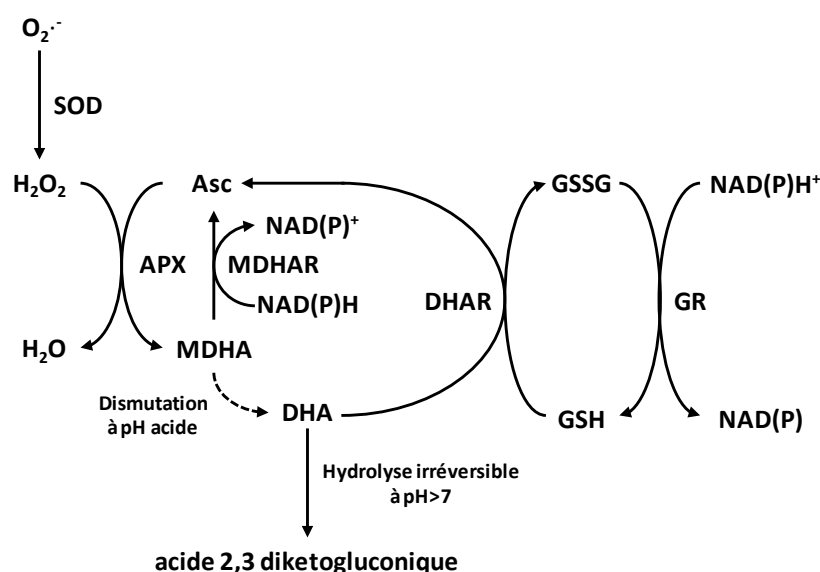 O₂·⁻
SOD
H₂O₂
Asc
GSSG
NAD(P)H⁺
NAD(P)⁺
APX
MDHAR
NAD(P)H
DHAR
GR
H₂O
MDHA
Dismutation
à pH acide
DHA
GSH
NAD(P)
Hydrolyse irréversible
à pH>7
acide 2,3 diketogluconique